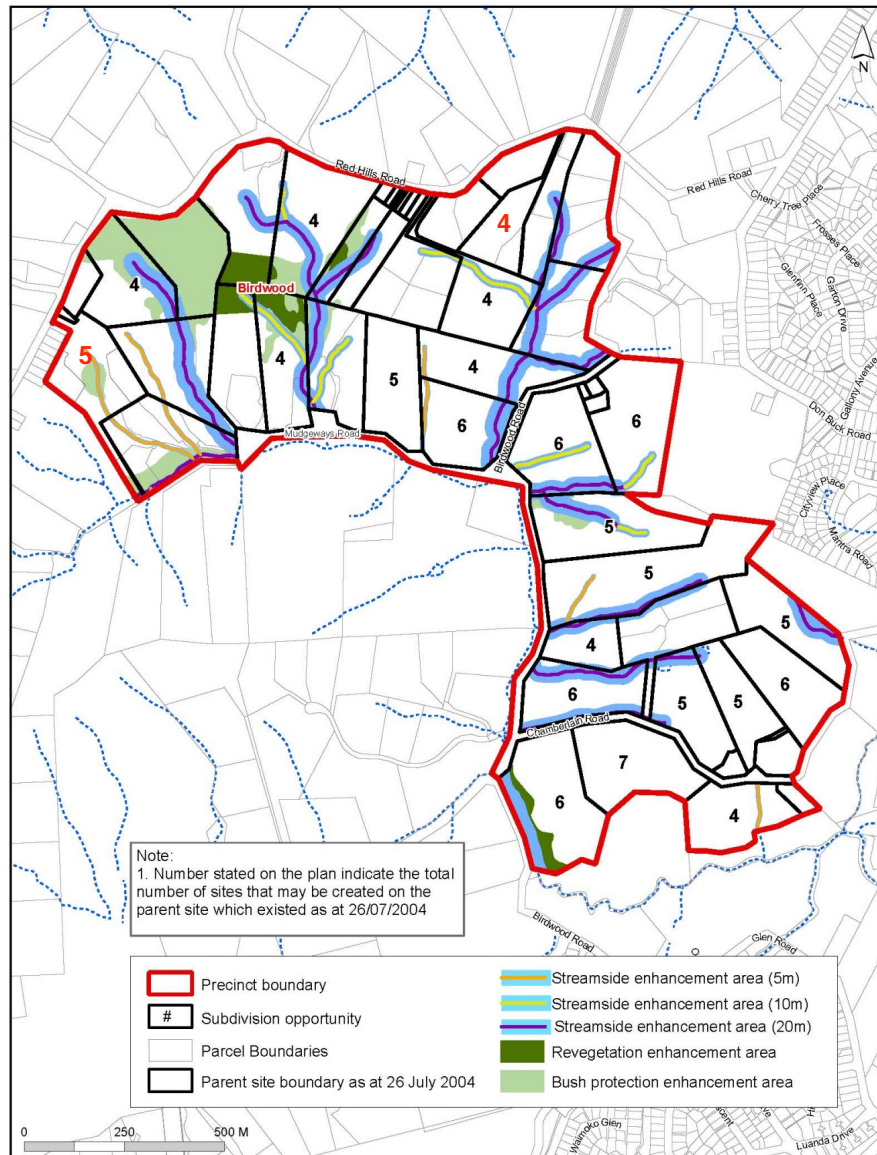 N
Red Hills Road
Red Hills Road
Cherry Tree Place
Frosses Place
Glenfinn Place
Garton Drive
Gallony Avenue
Don Buck Road
Cityview Place
Mantra Road
4
4
Birdwood
4
4
5
4
5
4
6
Mudgeways Road
Birdwood Road
6
6
5
5
5
4
6
5
5
6
Chamberlain Road
7
6
4
Note:
1. Number stated on the plan indicate the total
number of sites that may be created on the
parent site which existed as at 26/07/2004
Birdwood Road
Glen Road
Precinct boundary
# Subdivision opportunity
Parcel Boundaries
Parent site boundary as at 26 July 2004
Streamside enhancement area (5m)
Streamside enhancement area (10m)
Streamside enhancement area (20m)
Revegetation enhancement area
Bush protection enhancement area
0 250 500 M
Waimoko Glen
Luanda Drive